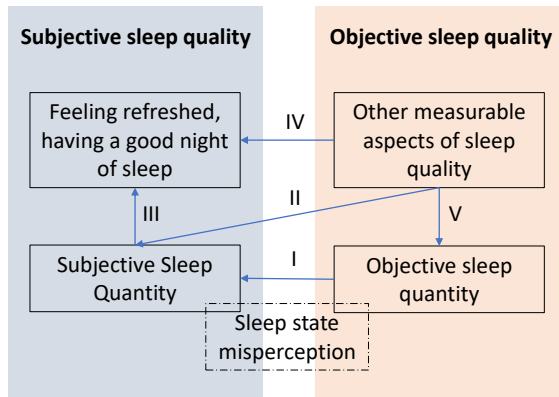 Subjective sleep quality
Objective sleep quality
Feeling refreshed,
having a good night
of sleep
IV
Other measurable
aspects of sleep
quality
II
III
V
I
Subjective Sleep
Quantity
Objective sleep
quantity
Sleep state
misperception